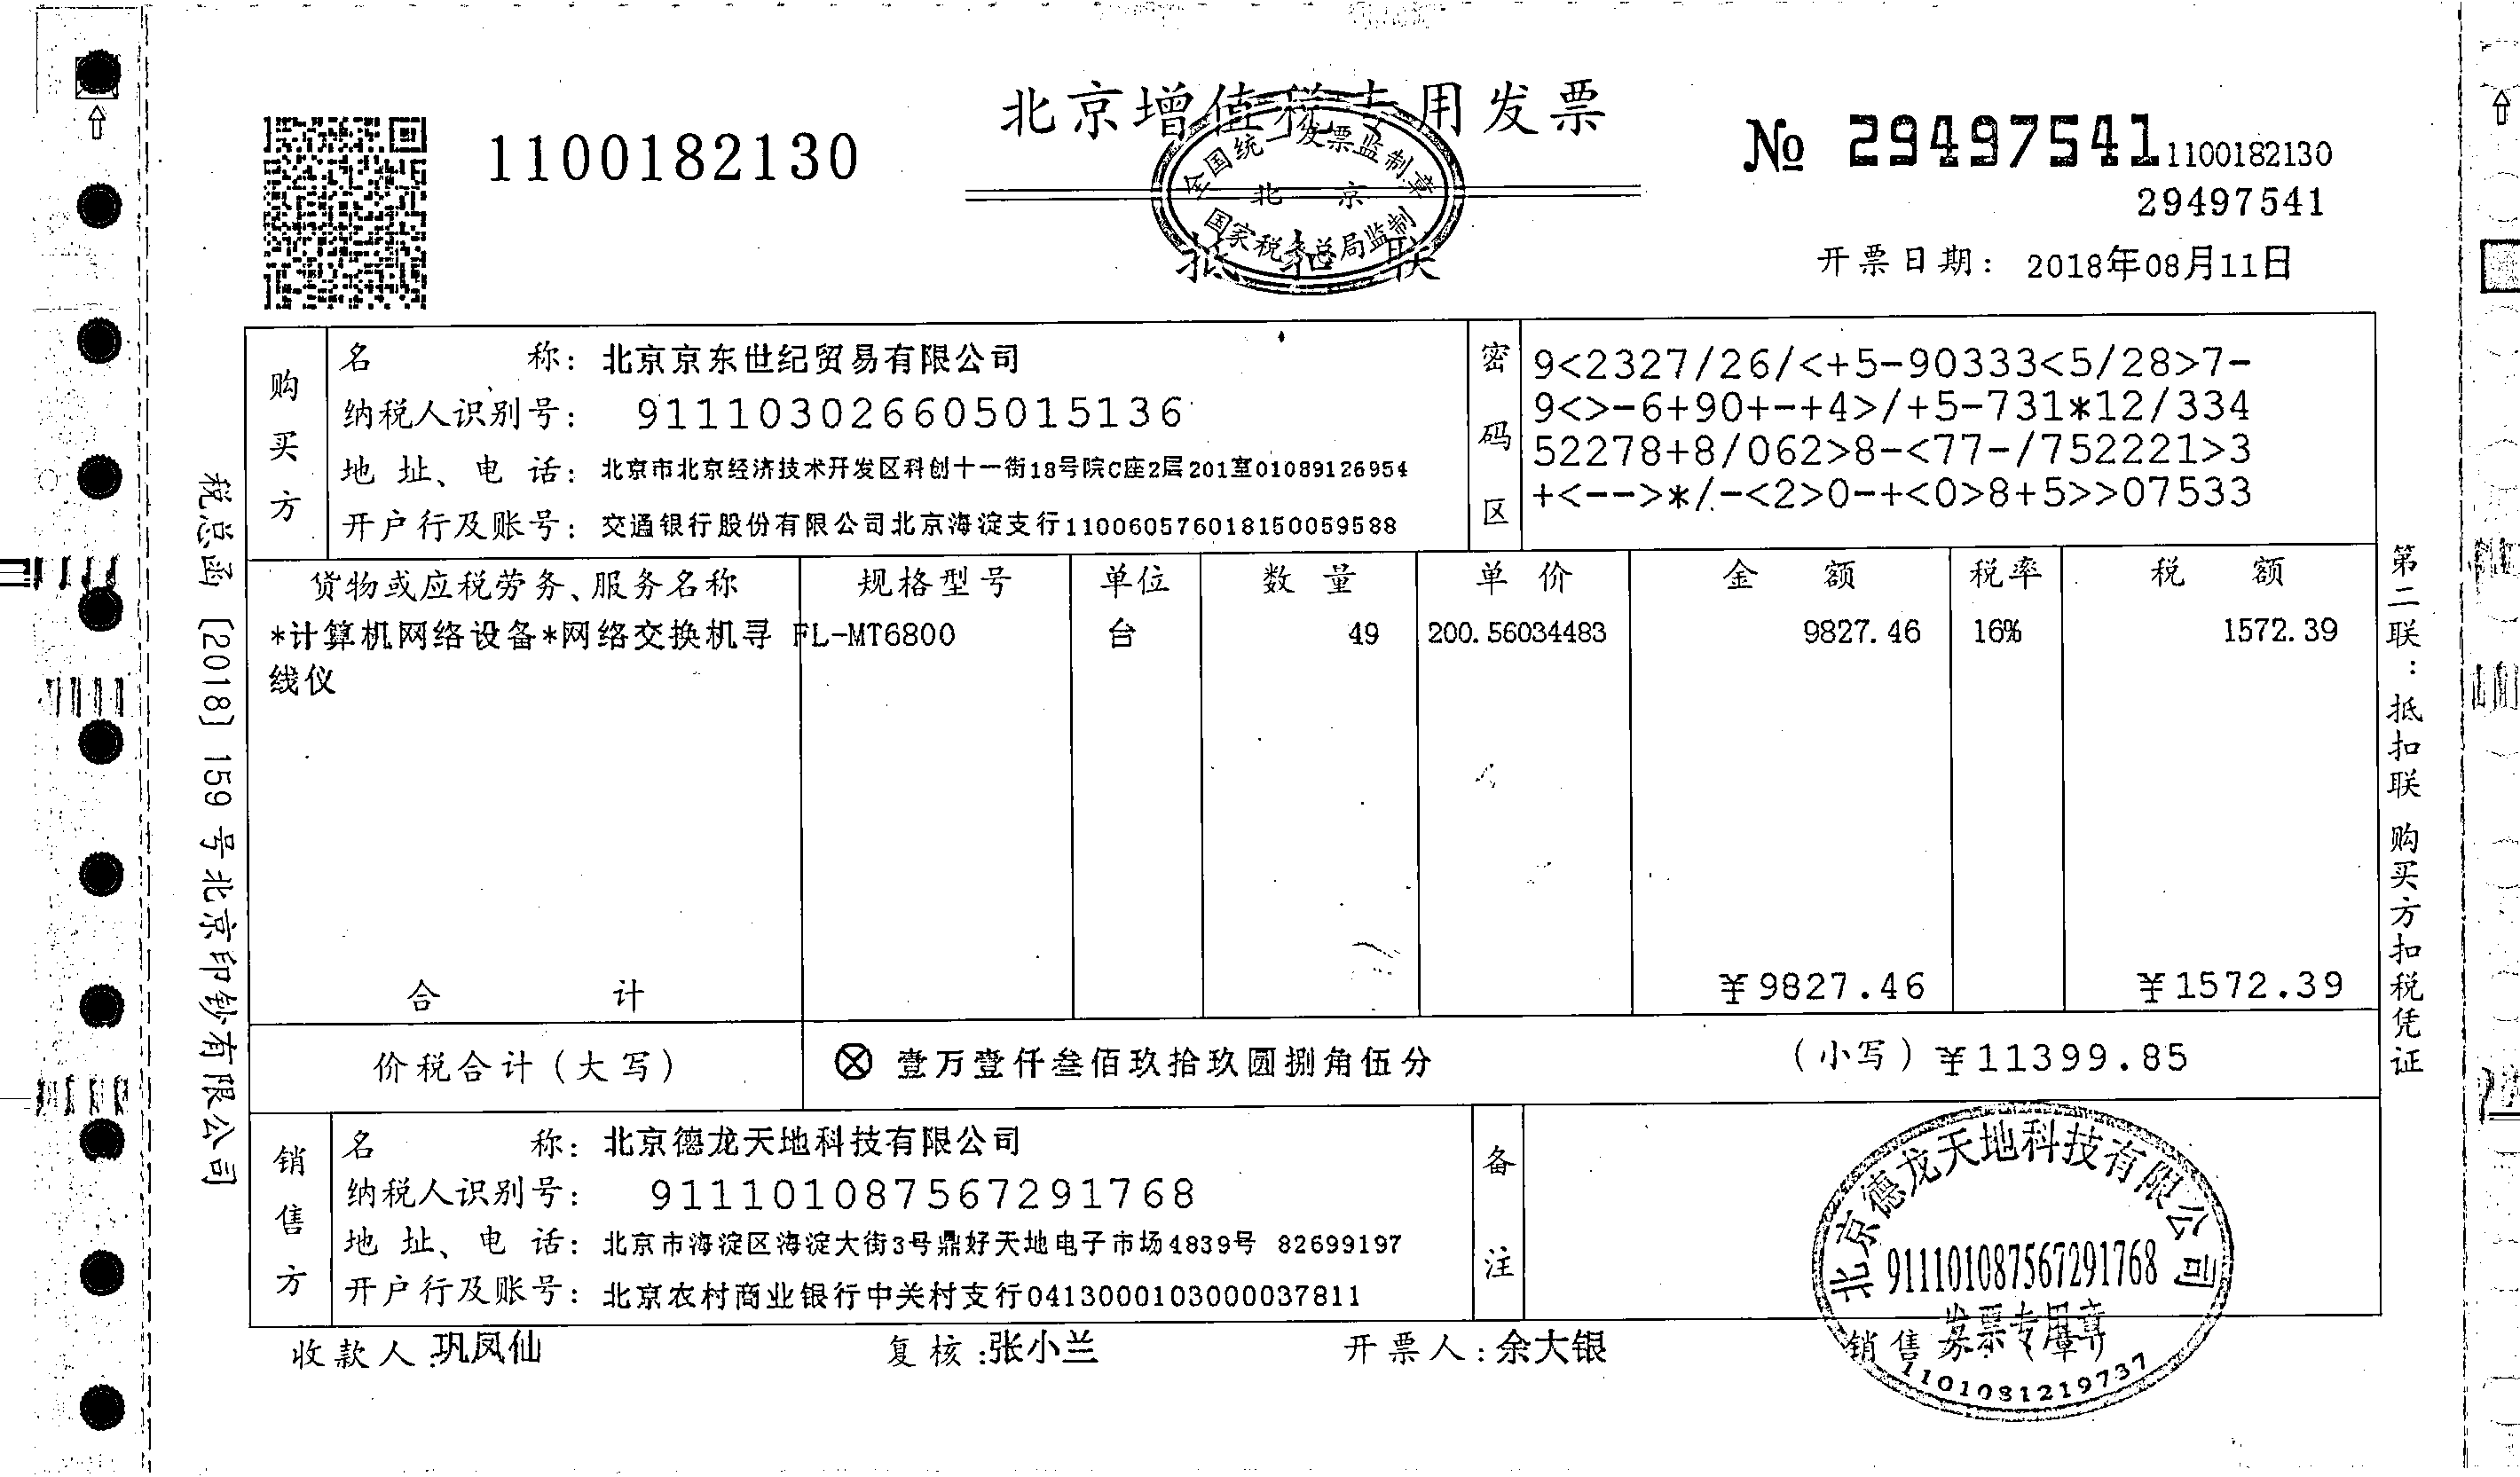 北京增值税专用发票
1100182130
№ 29497541
1100182130
29497541
全国统一发票监制章
北 京
国家税务总局监制
抵扣联
开票日期: 2018年08月11日
购买方
名 称: 北京京东世纪贸易有限公司
纳税人识别号: 911103026605015136
地 址、电 话: 北京市北京经济技术开发区科创十一街18号院C座2层201室01089126954
开户行及账号: 交通银行股份有限公司北京海淀支行110060576018150059588
密码区
9<2327/26/<+5-90333<5/28>7-
9<>-6+90+-+4>/+5-731*12/334
52278+8/062>8-<77-/752221>3
+<-->*/-<2>0-+<0>8+5>>07533
货物或应税劳务、服务名称 规格型号 单位 数 量 单 价 金 额 税率 税 额
*计算机网络设备*网络交换机寻 FL-MT6800 台 49 200.56034483 9827.46 16% 1572.39
线仪
合 计 ¥9827.46 ¥1572.39
价税合计(大写) ⊗ 壹万壹仟叁佰玖拾玖圆捌角伍分 (小写) ¥11399.85
销售方
名 称: 北京德龙天地科技有限公司
纳税人识别号: 911101087567291768
地 址、电 话: 北京市海淀区海淀大街3号鼎好天地电子市场4839号 82699197
开户行及账号: 北京农村商业银行中关村支行0413000103000037811
备注
北京德龙天地科技有限公司
911101087567291768
发票专用章
1101081219737
收款人:巩凤仙 复核:张小兰 开票人:余大银 销售
税总函[2018]159号北京印钞有限公司
第二联:抵扣联 购买方扣税凭证